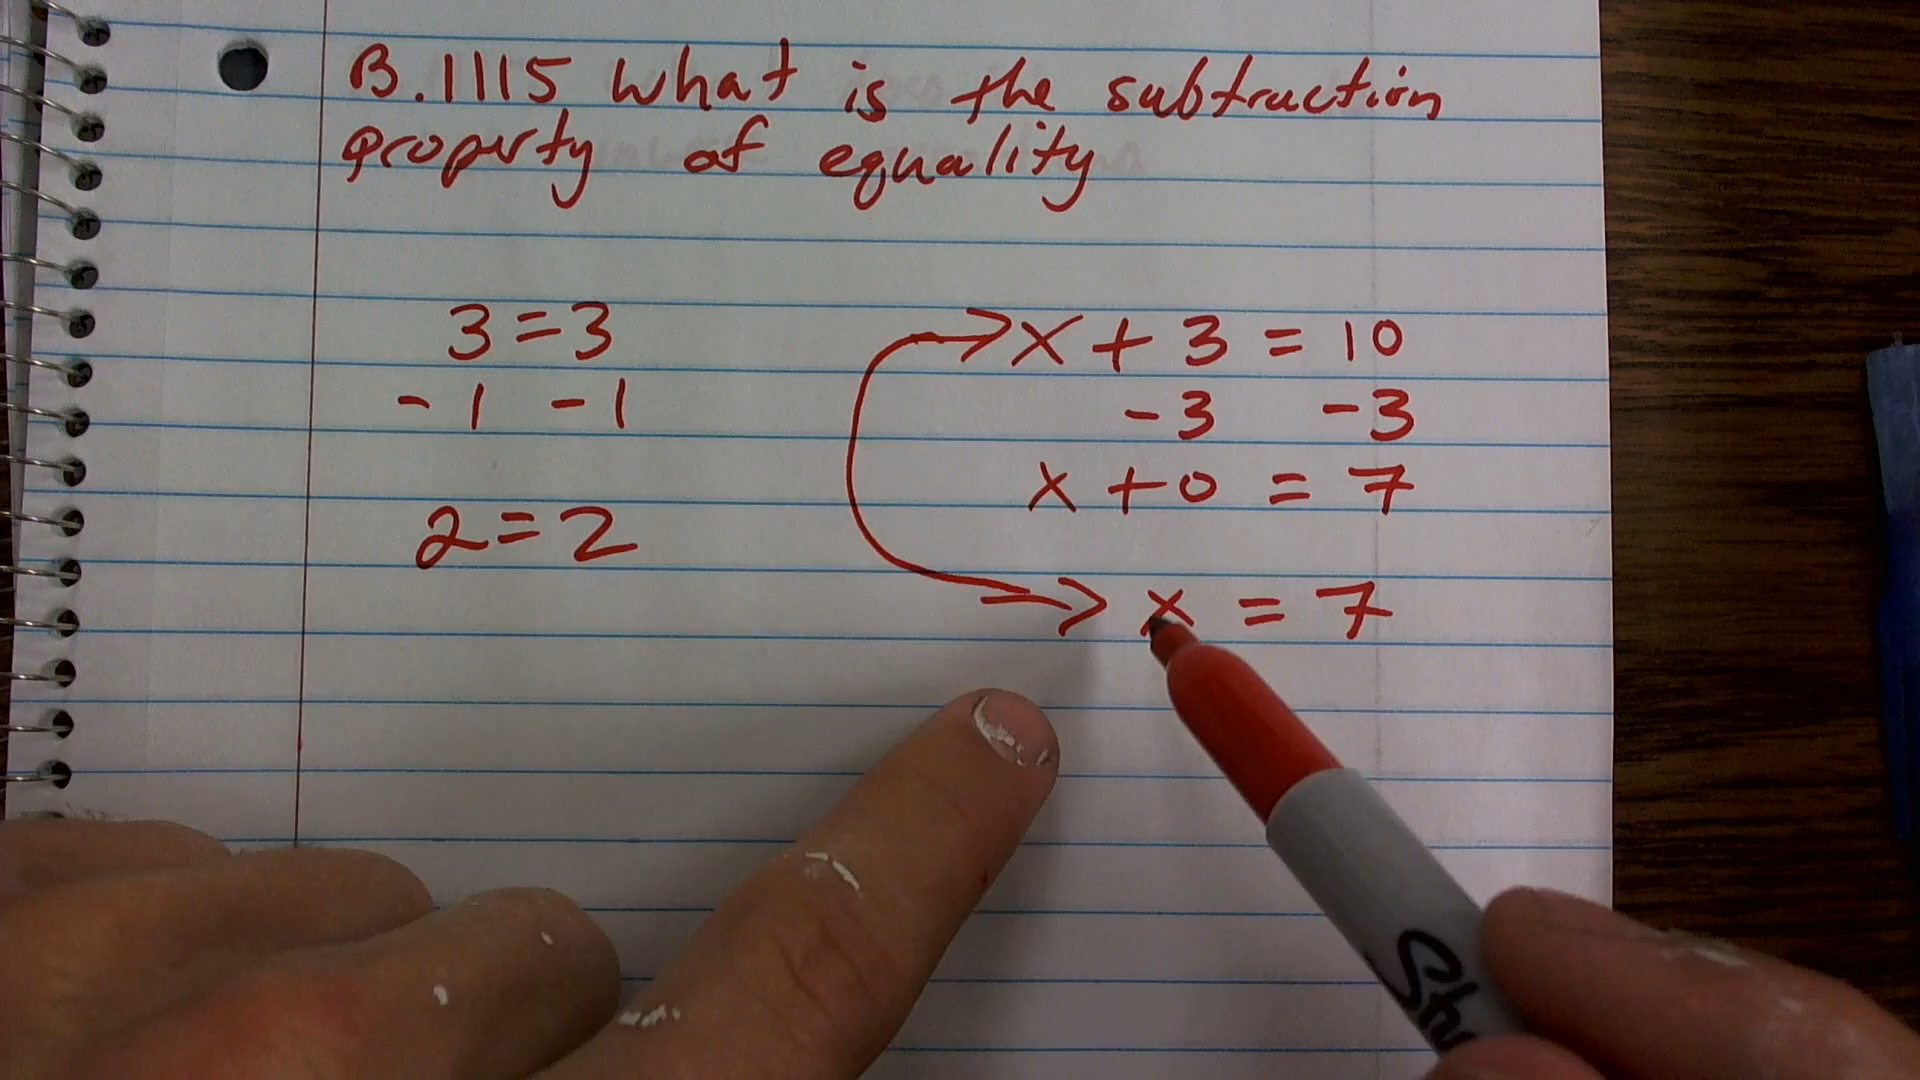 B.1115 what is the subtraction
property of equality
3=3
-1 -1
2=2
x + 3 = 10
-3 -3
x + 0 = 7
x = 7